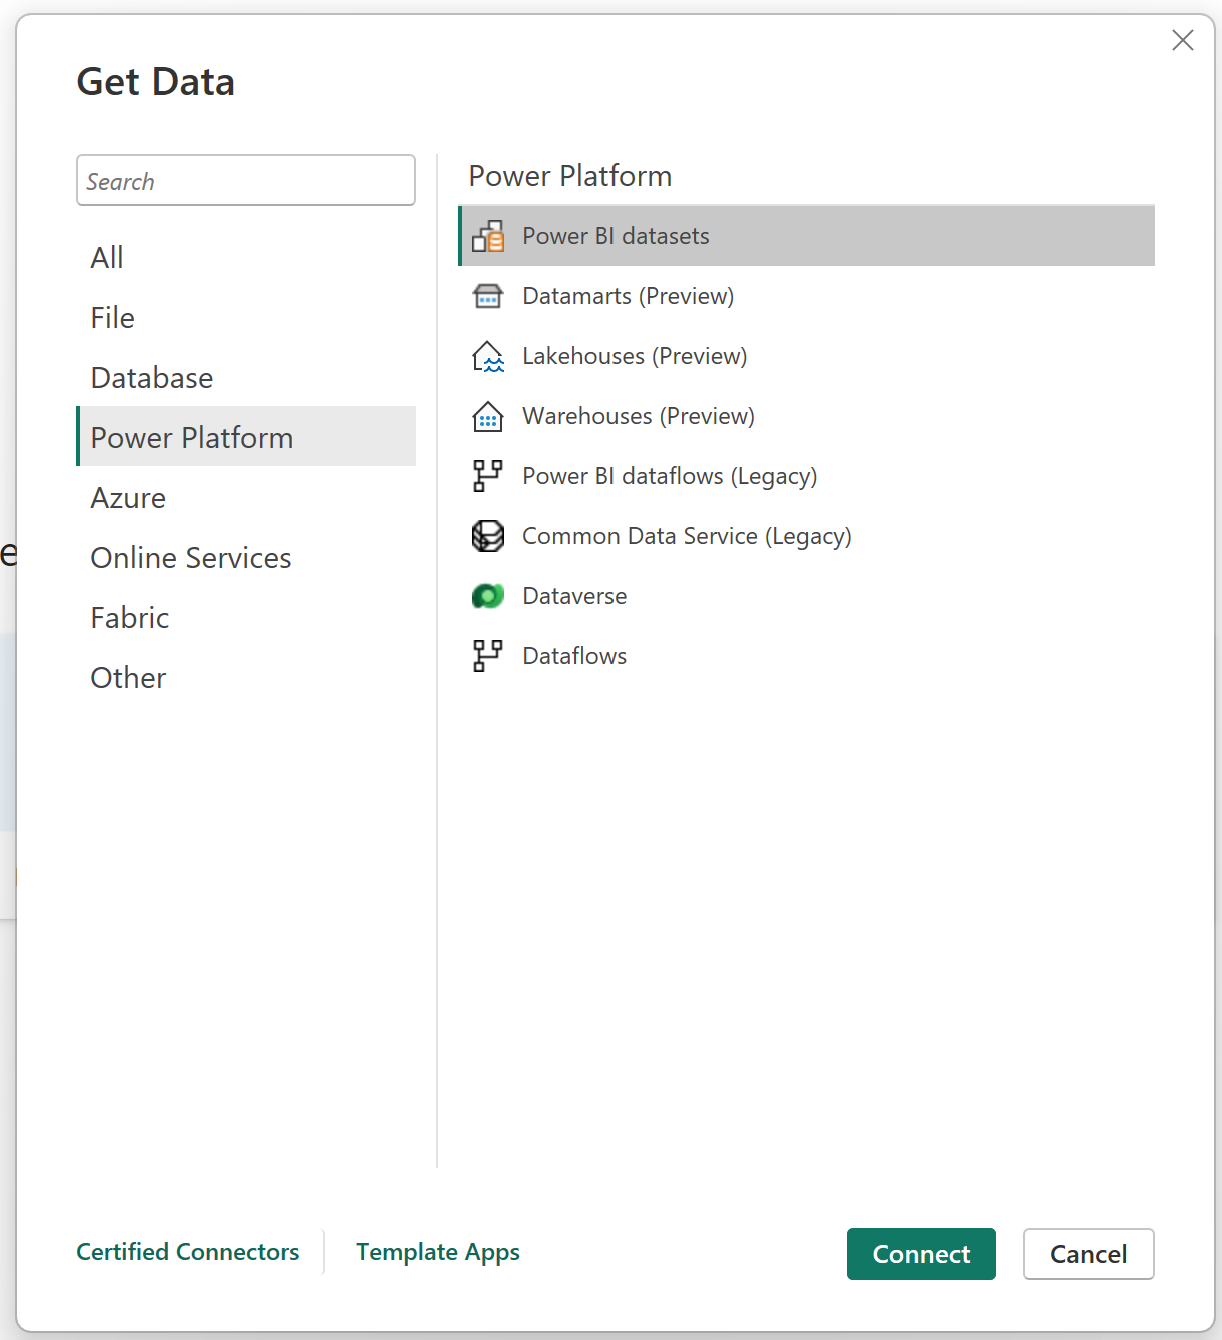 Get Data
Search
All
File
Database
Power Platform
Azure
Online Services
Fabric
Other
Power Platform
Power BI datasets
Datamarts (Preview)
Lakehouses (Preview)
Warehouses (Preview)
Power BI dataflows (Legacy)
Common Data Service (Legacy)
Dataverse
Dataflows
e
Certified Connectors
Template Apps
Connect
Cancel